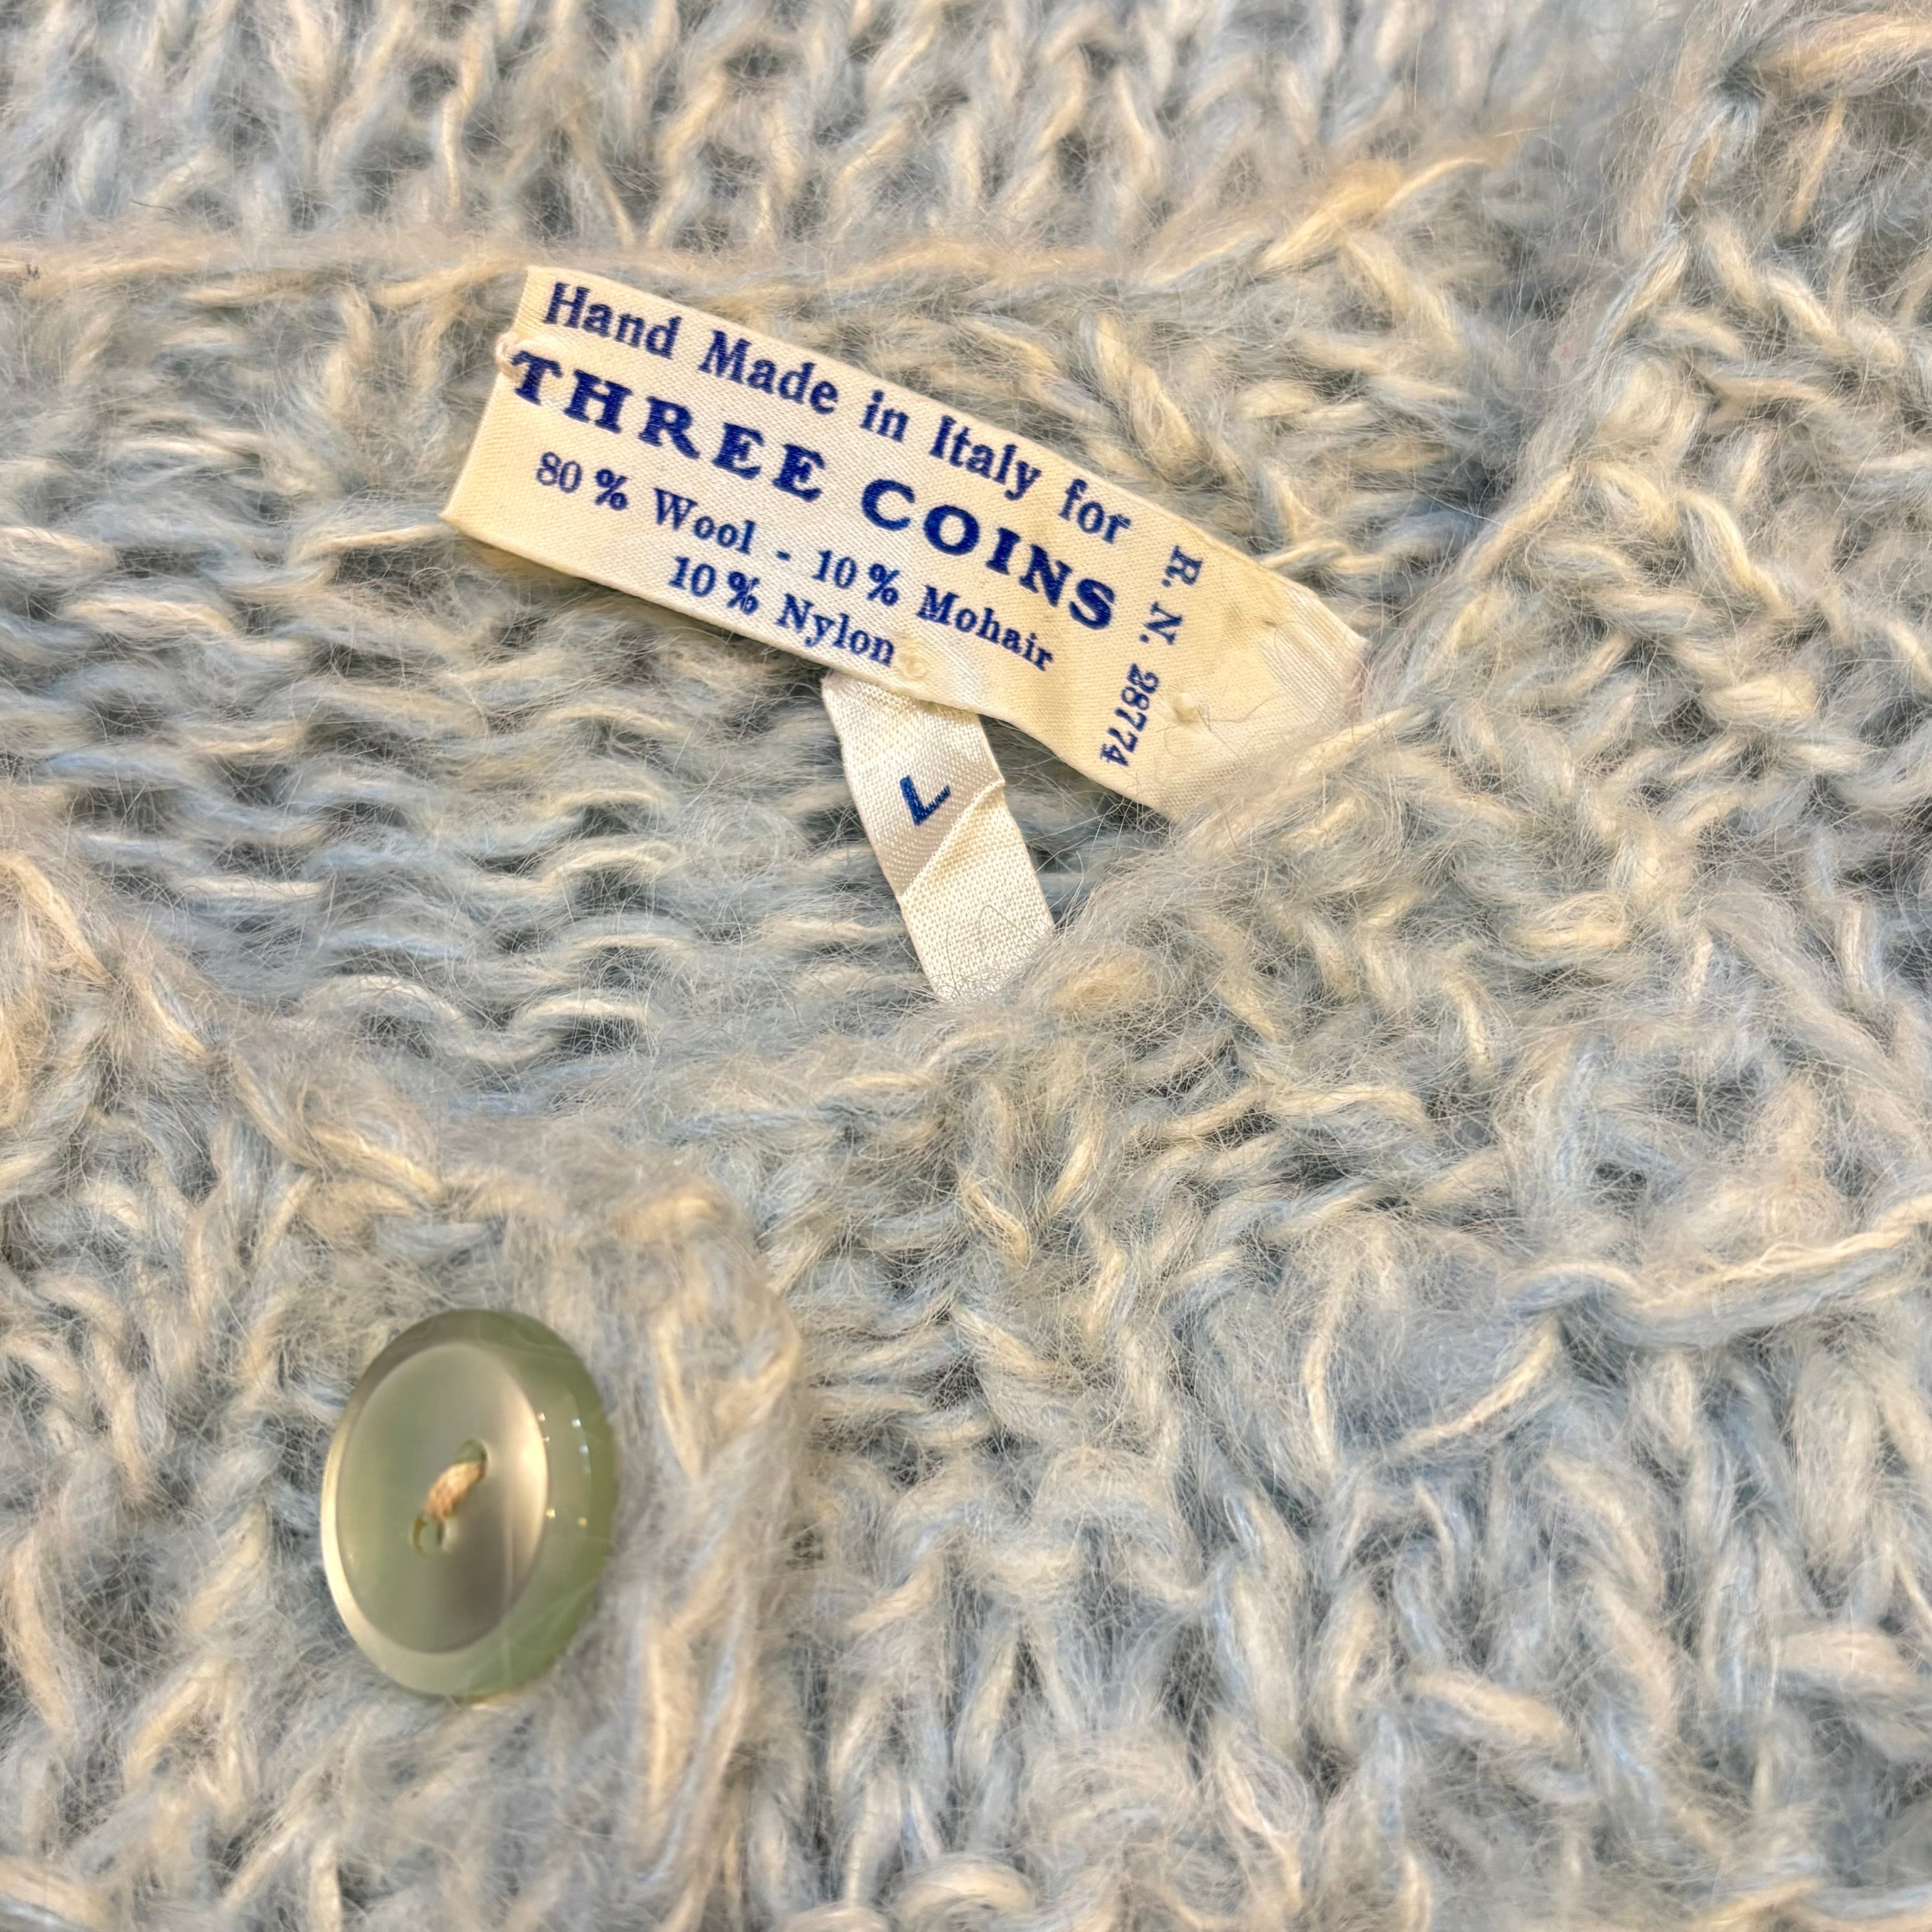 Hand Made in Italy for
THREE COINS
80 % Wool - 10 % Mohair
10 % Nylon
R. N. 28774
L